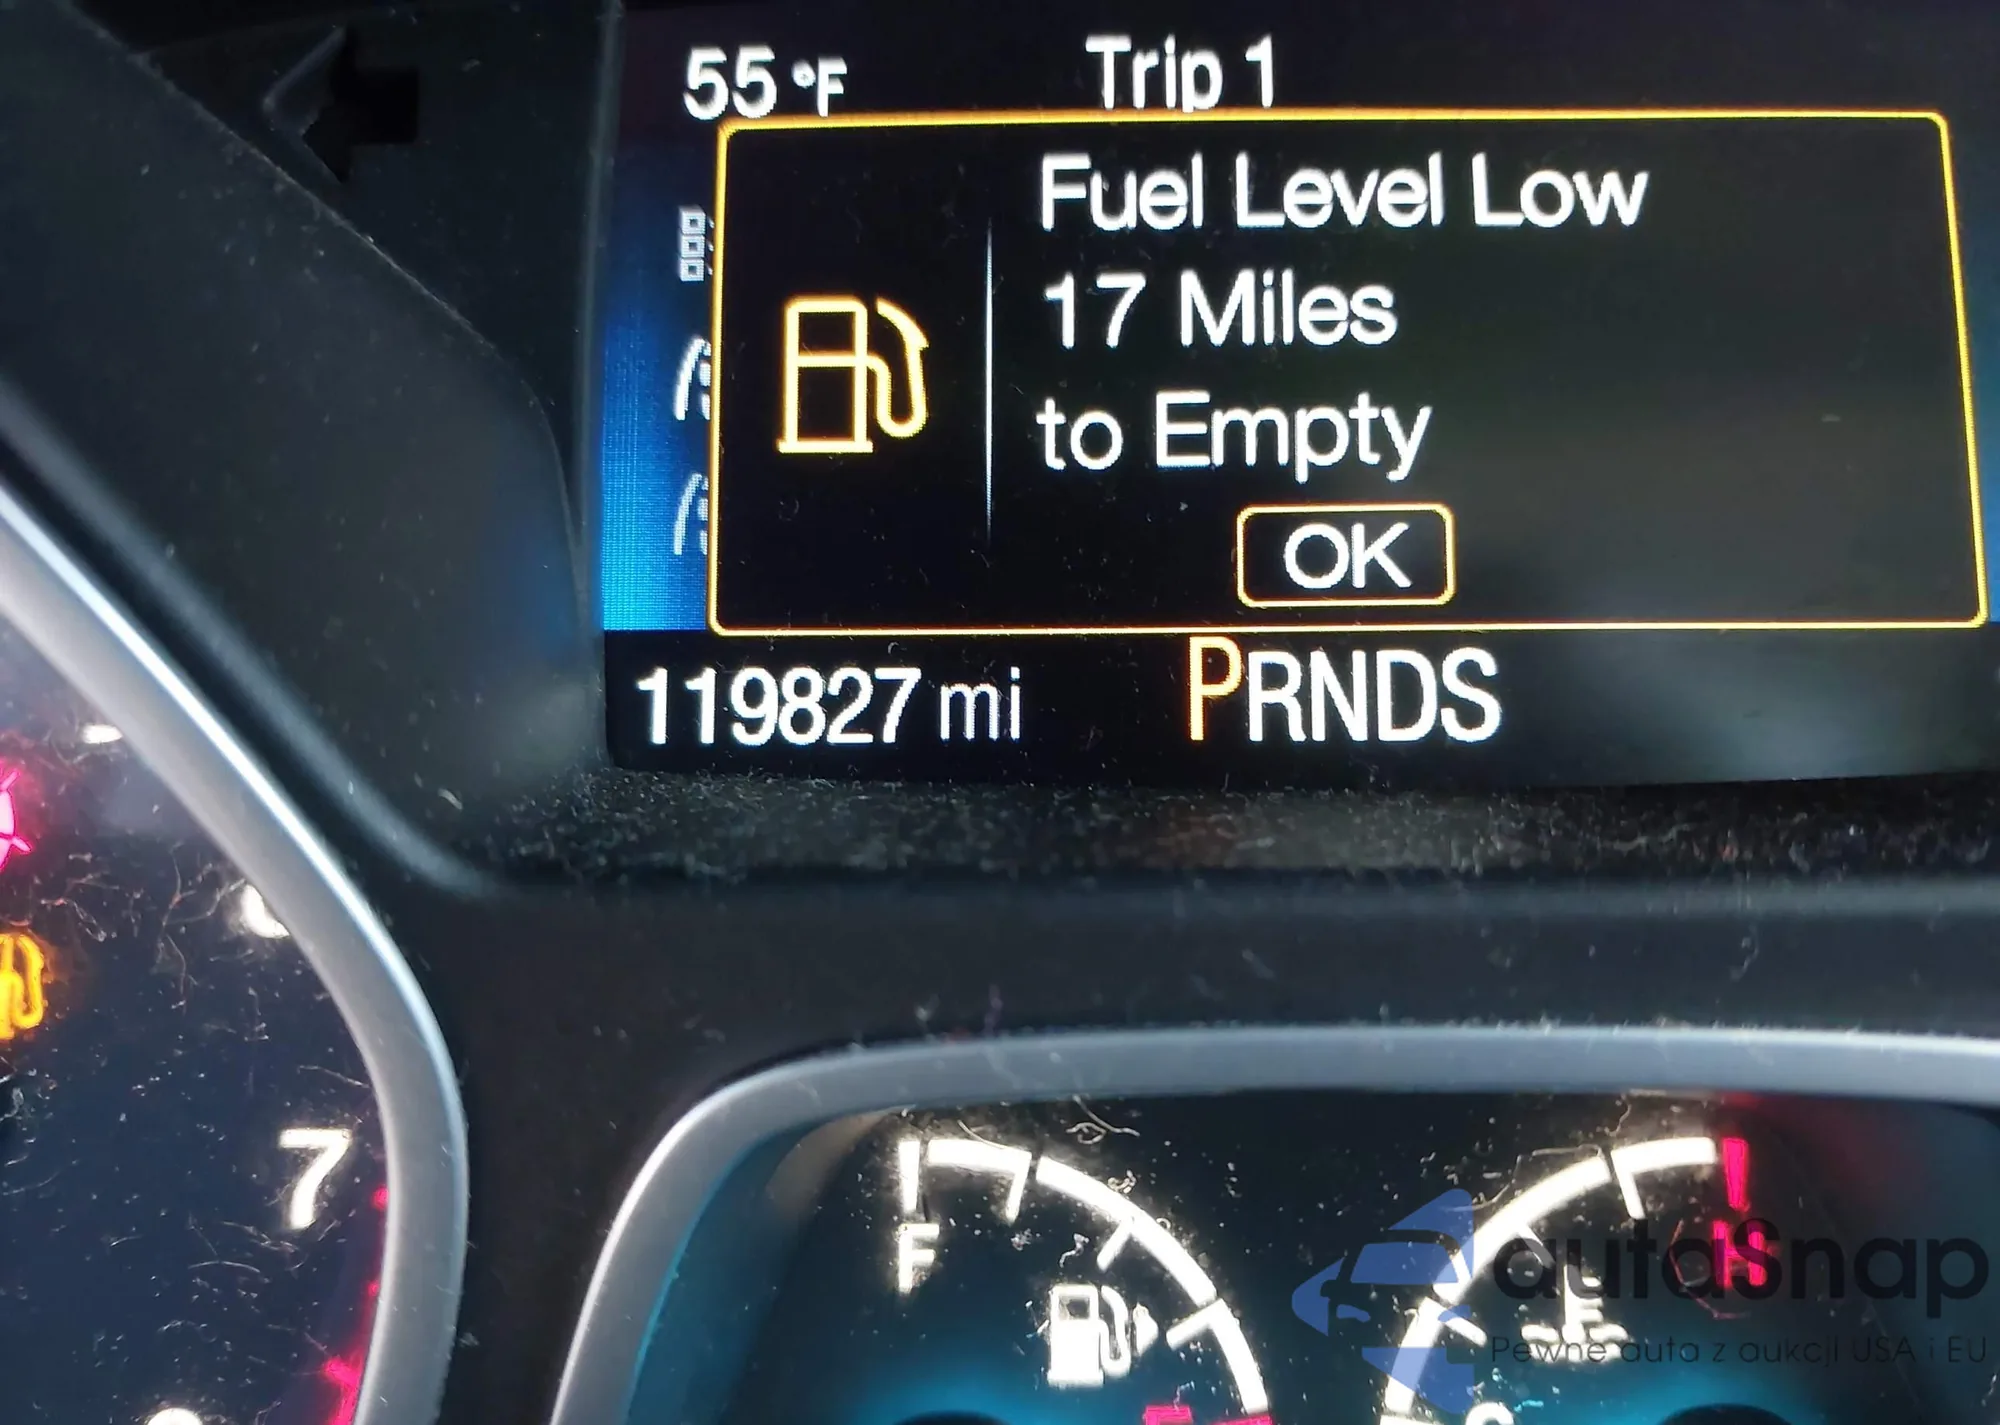 55 °F Trip 1
Fuel Level Low
17 Miles
to Empty
OK
119827 mi PRNDS
7
F
H
autaSnap
Pewne auta z aukcji USA i EU